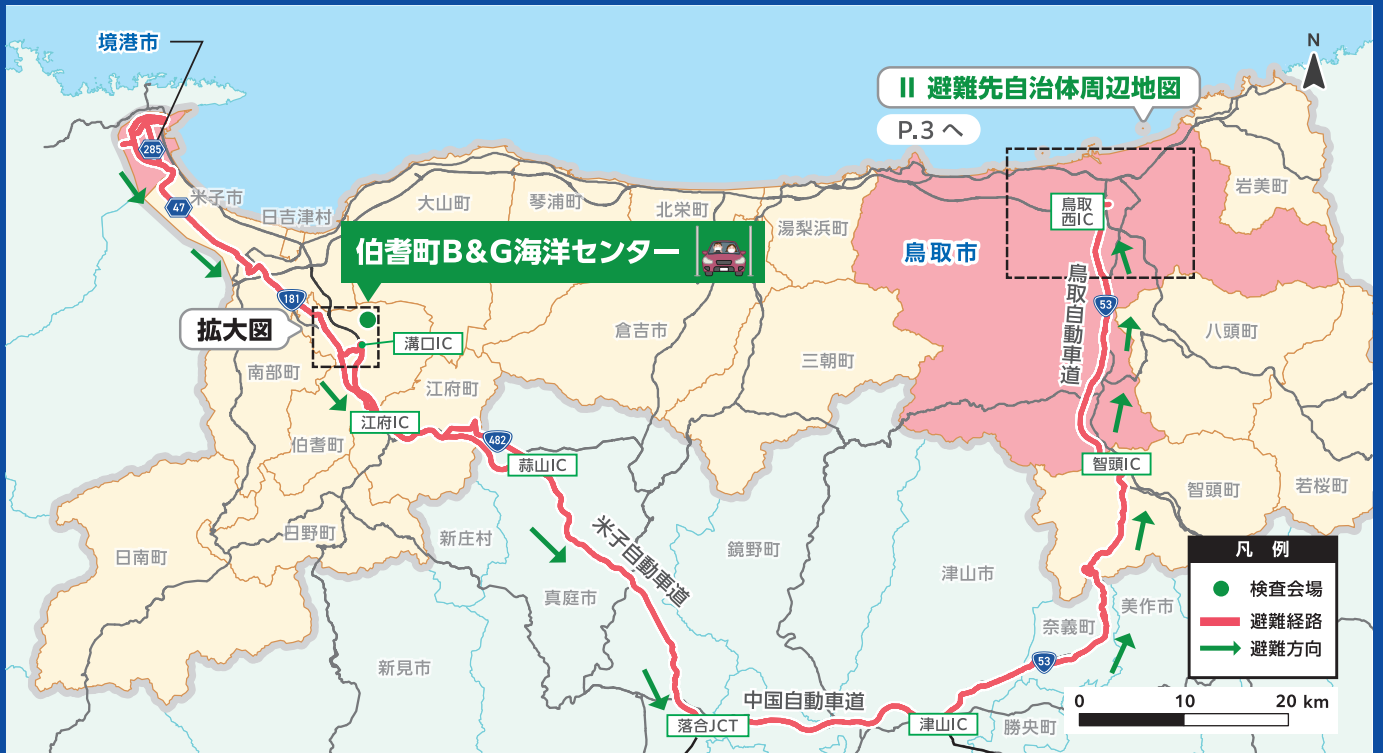 境港市
N
II 避難先自治体周辺地図
P.3 へ
285
47
米子市
日吉津村
大山町
琴浦町
北栄町
湯梨浜町
鳥取市
鳥取
西IC
岩美町
伯耆町B&G海洋センター
181
拡大図
溝口IC
倉吉市
三朝町
鳥取自動車道
53
八頭町
南部町
江府町
江府IC
伯耆町
482
蒜山IC
智頭IC
智頭町
若桜町
日南町
日野町
新庄村
米子自動車道
鏡野町
津山市
真庭市
新見市
美作市
奈義町
53
中国自動車道
落合JCT
津山IC
勝央町
凡 例
検査会場
避難経路
避難方向
0 10 20 km